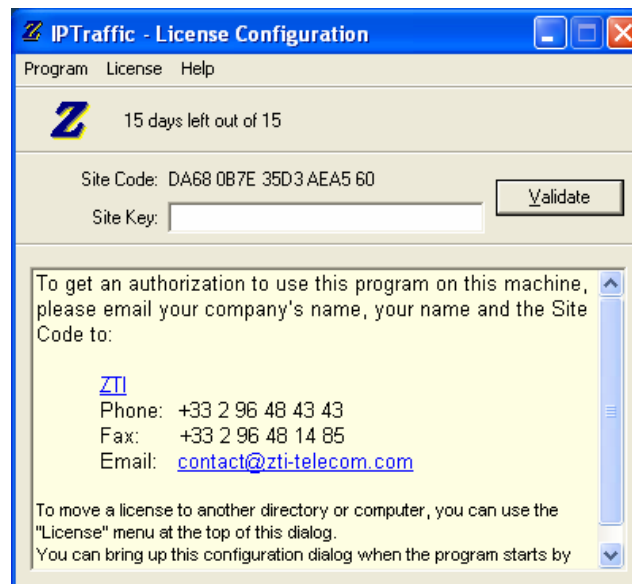 IPTraffic - License Configuration
Program License Help
Z 15 days left out of 15
Site Code: DA68 0B7E 35D3 AEA5 60
Site Key:
Validate
To get an authorization to use this program on this machine,
please email your company's name, your name and the Site
Code to:
ZTI
Phone: +33 2 96 48 43 43
Fax: +33 2 96 48 14 85
Email: contact@zti-telecom.com
To move a license to another directory or computer, you can use the
"License" menu at the top of this dialog.
You can bring up this configuration dialog when the program starts by